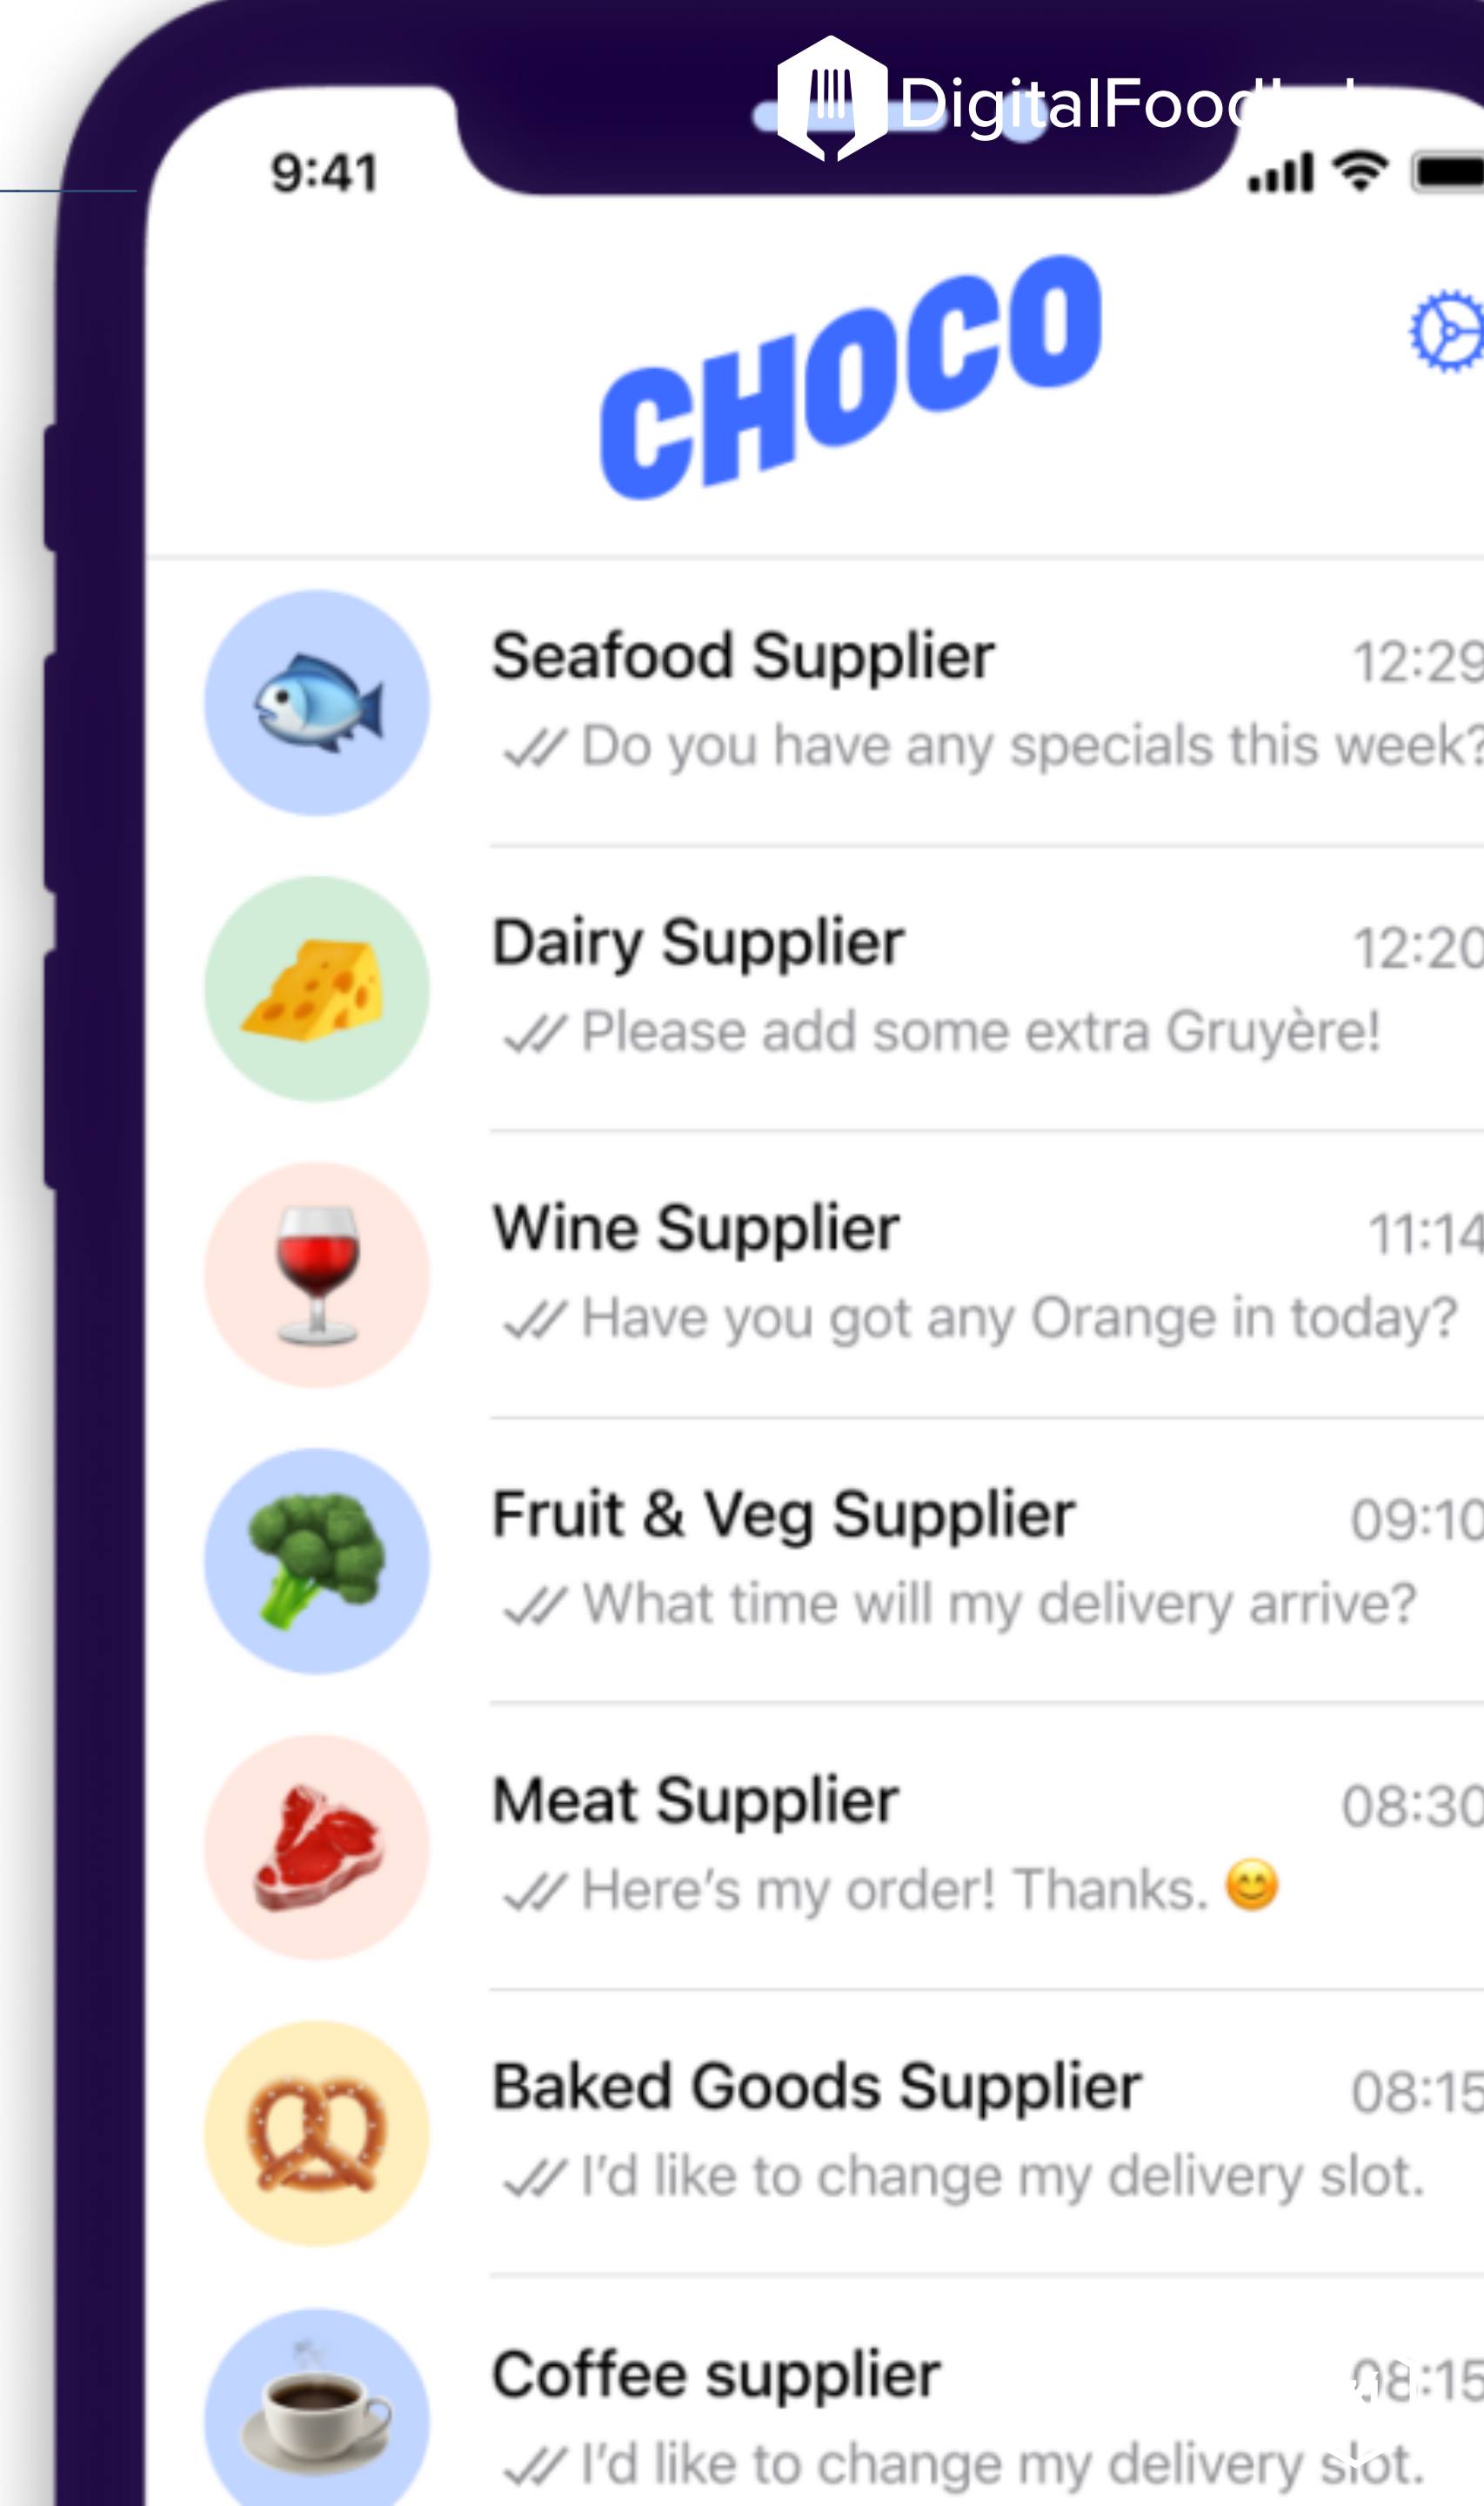 DigitalFood
9:41
CHOCO
Seafood Supplier 12:29
Do you have any specials this week?
Dairy Supplier 12:20
Please add some extra Gruyère!
Wine Supplier 11:14
Have you got any Orange in today?
Fruit & Veg Supplier 09:10
What time will my delivery arrive?
Meat Supplier 08:30
Here’s my order! Thanks. 😊
Baked Goods Supplier 08:15
I’d like to change my delivery slot.
Coffee supplier 08:15
I’d like to change my delivery slot.